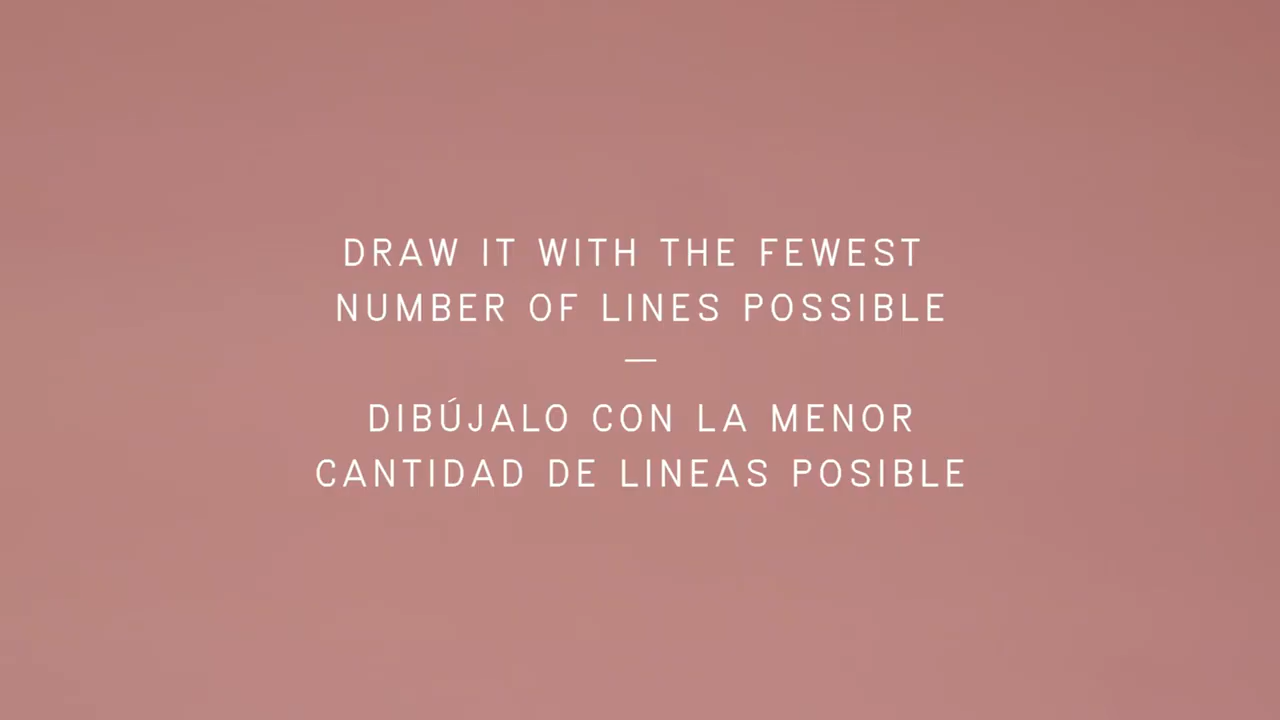 DRAW IT WITH THE FEWEST
NUMBER OF LINES POSSIBLE
—
DIBÚJALO CON LA MENOR
CANTIDAD DE LINEAS POSIBLE